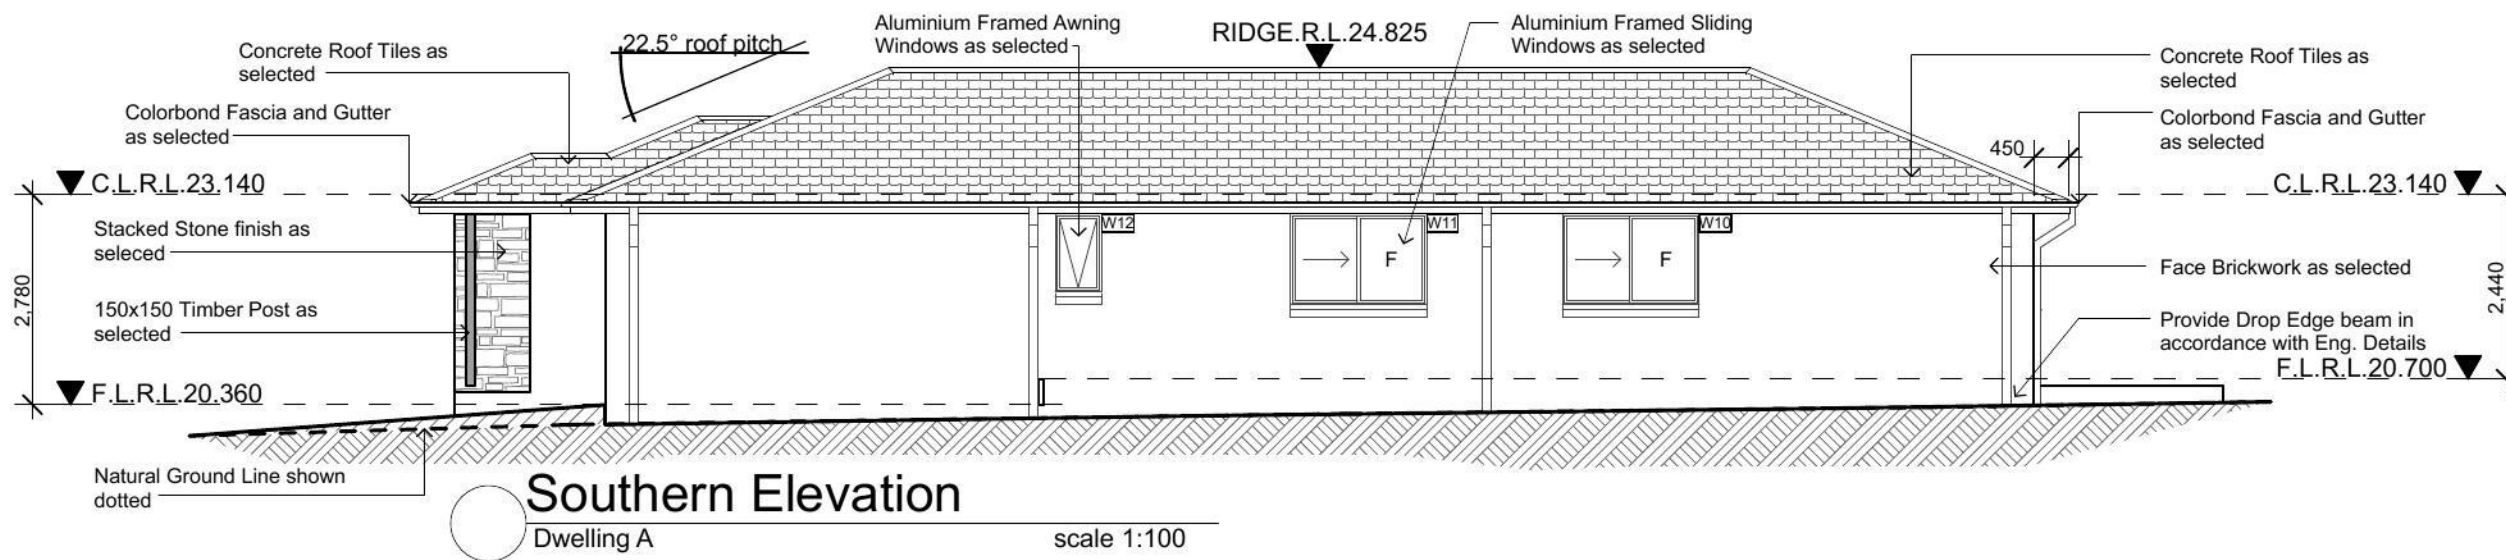 Aluminium Framed Awning
Windows as selected
RIDGE.R.L.24.825
Aluminium Framed Sliding
Windows as selected
22.5° roof pitch
Concrete Roof Tiles as
selected
Concrete Roof Tiles as
selected
Colorbond Fascia and Gutter
as selected
Colorbond Fascia and Gutter
as selected
450
C.L.R.L.23.140
C.L.R.L.23.140
W12
W11
W10
Stacked Stone finish as
seleced
F
F
Face Brickwork as selected
2,780
2,440
150x150 Timber Post as
selected
Provide Drop Edge beam in
accordance with Eng. Details
F.L.R.L.20.700
F.L.R.L.20.360
Natural Ground Line shown
dotted
Southern Elevation
Dwelling A
scale 1:100